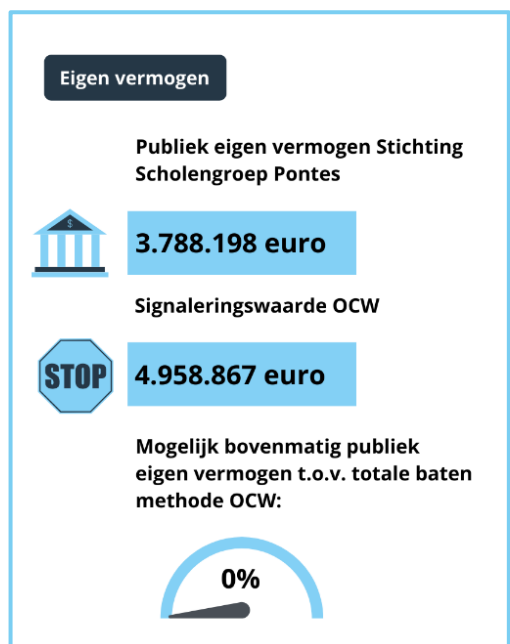 Eigen vermogen
Publiek eigen vermogen Stichting
Scholengroep Pontes
$
3.788.198 euro
Signaleringswaarde OCW
STOP
4.958.867 euro
Mogelijk bovenmatig publiek
eigen vermogen t.o.v. totale baten
methode OCW:
0%